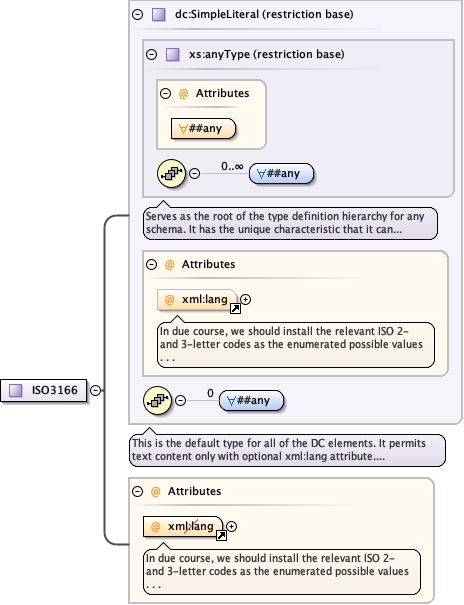 dc:SimpleLiteral (restriction base)
xs:anyType (restriction base)
@ Attributes
∀##any
0..∞ ∀##any
Serves as the root of the type definition hierarchy for any
schema. It has the unique characteristic that it can...
@ Attributes
@ xml:lang
In due course, we should install the relevant ISO 2-
and 3-letter codes as the enumerated possible values
. . .
ISO3166
0 ∀##any
This is the default type for all of the DC elements. It permits
text content only with optional xml:lang attribute....
@ Attributes
@ xml:lang
In due course, we should install the relevant ISO 2-
and 3-letter codes as the enumerated possible values
. . .